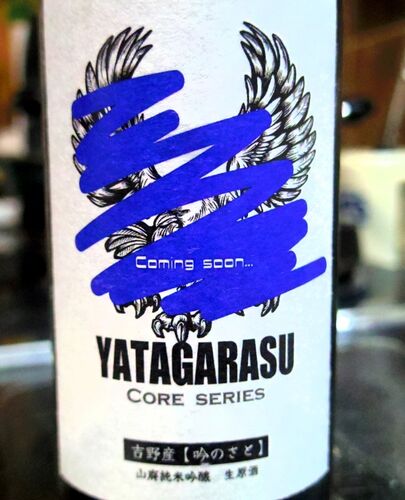 Coming soon...
YATAGARASU
CORE SERIES
吉野産【吟のさと】
山廃純米吟醸 生原酒